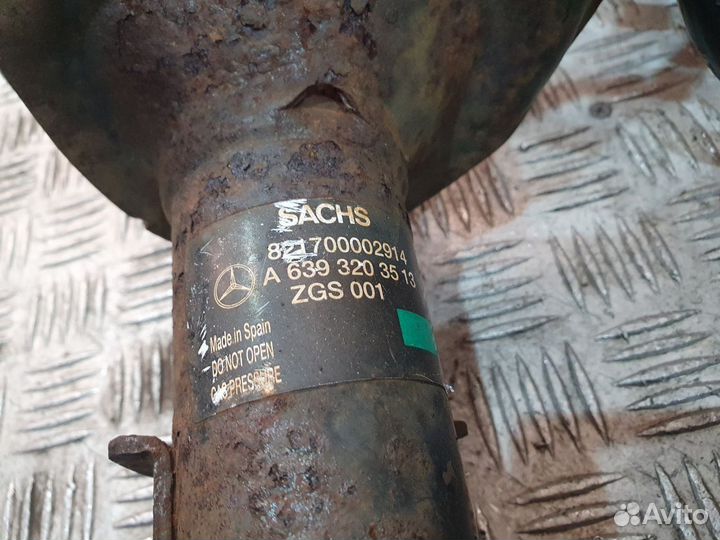 SACHS
821700002914
A 639 320 35 13
ZGS 001
Made in Spain
DO NOT OPEN
GAS PRESSURE
Avito